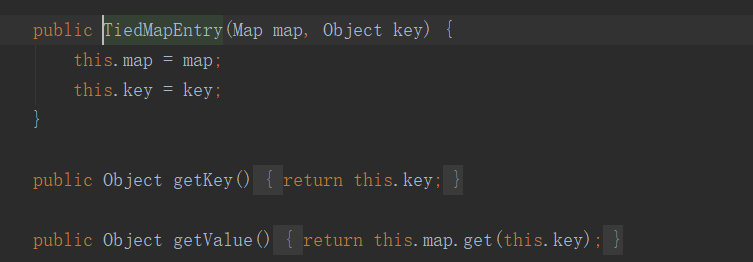 public TiedMapEntry(Map map, Object key) {
this.map = map;
this.key = key;
}
public Object getKey() { return this.key; }
public Object getValue() { return this.map.get(this.key); }